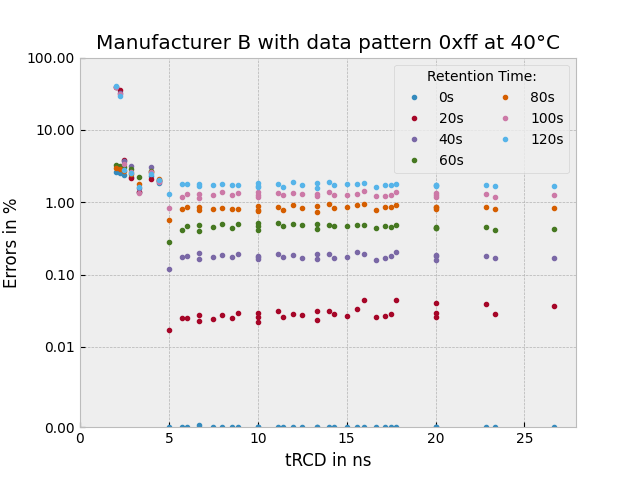 Manufacturer B with data pattern 0xff at 40°C
Retention Time:
0s
20s
40s
60s
80s
100s
120s
Errors in %
100.00
10.00
1.00
0.10
0.01
0.00
0
5
10
15
20
25
tRCD in ns